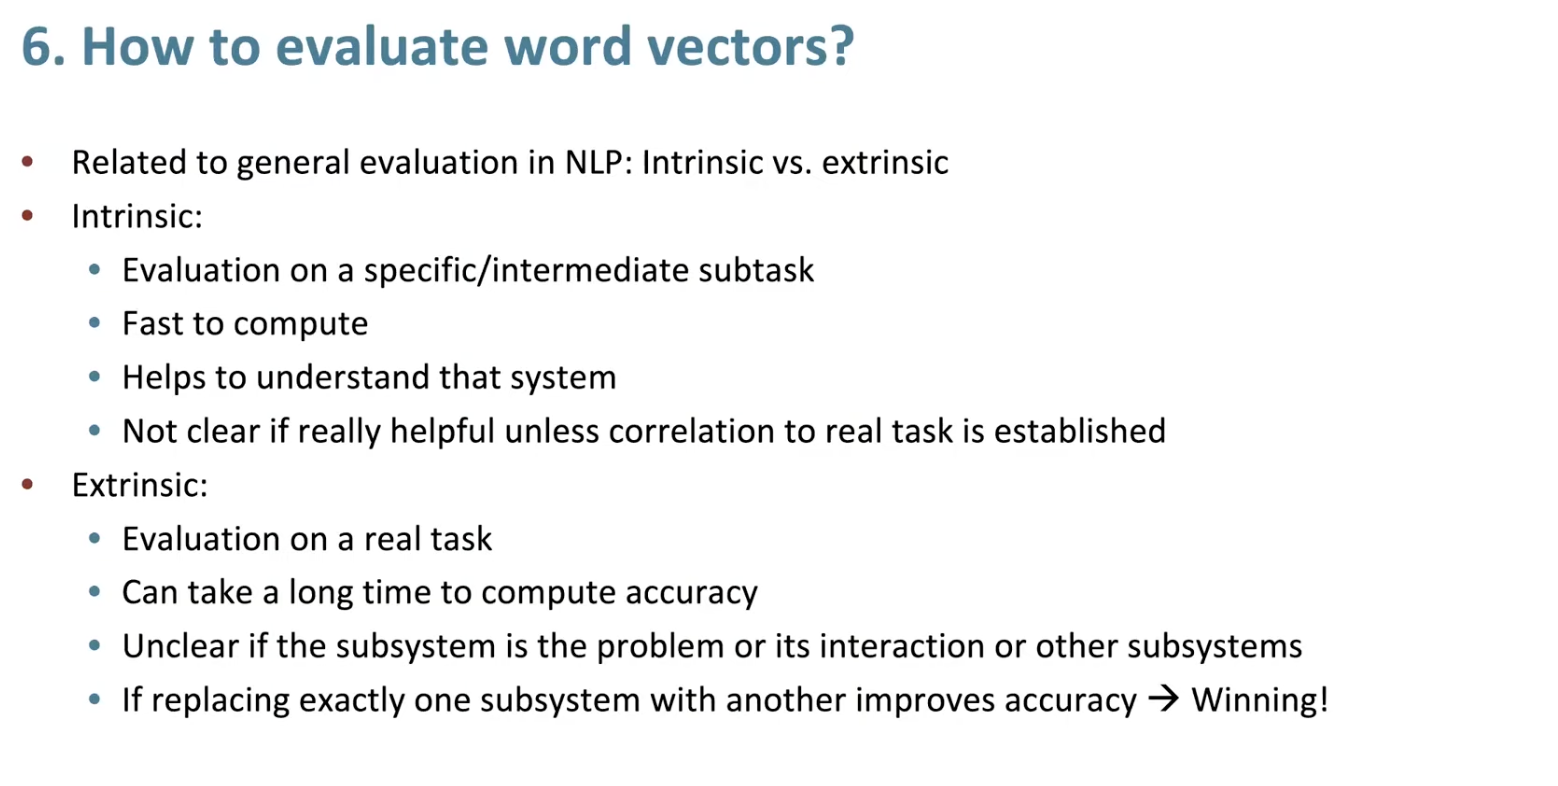 6. How to evaluate word vectors?
• Related to general evaluation in NLP: Intrinsic vs. extrinsic
• Intrinsic:
• Evaluation on a specific/intermediate subtask
• Fast to compute
• Helps to understand that system
• Not clear if really helpful unless correlation to real task is established
• Extrinsic:
• Evaluation on a real task
• Can take a long time to compute accuracy
• Unclear if the subsystem is the problem or its interaction or other subsystems
• If replacing exactly one subsystem with another improves accuracy → Winning!